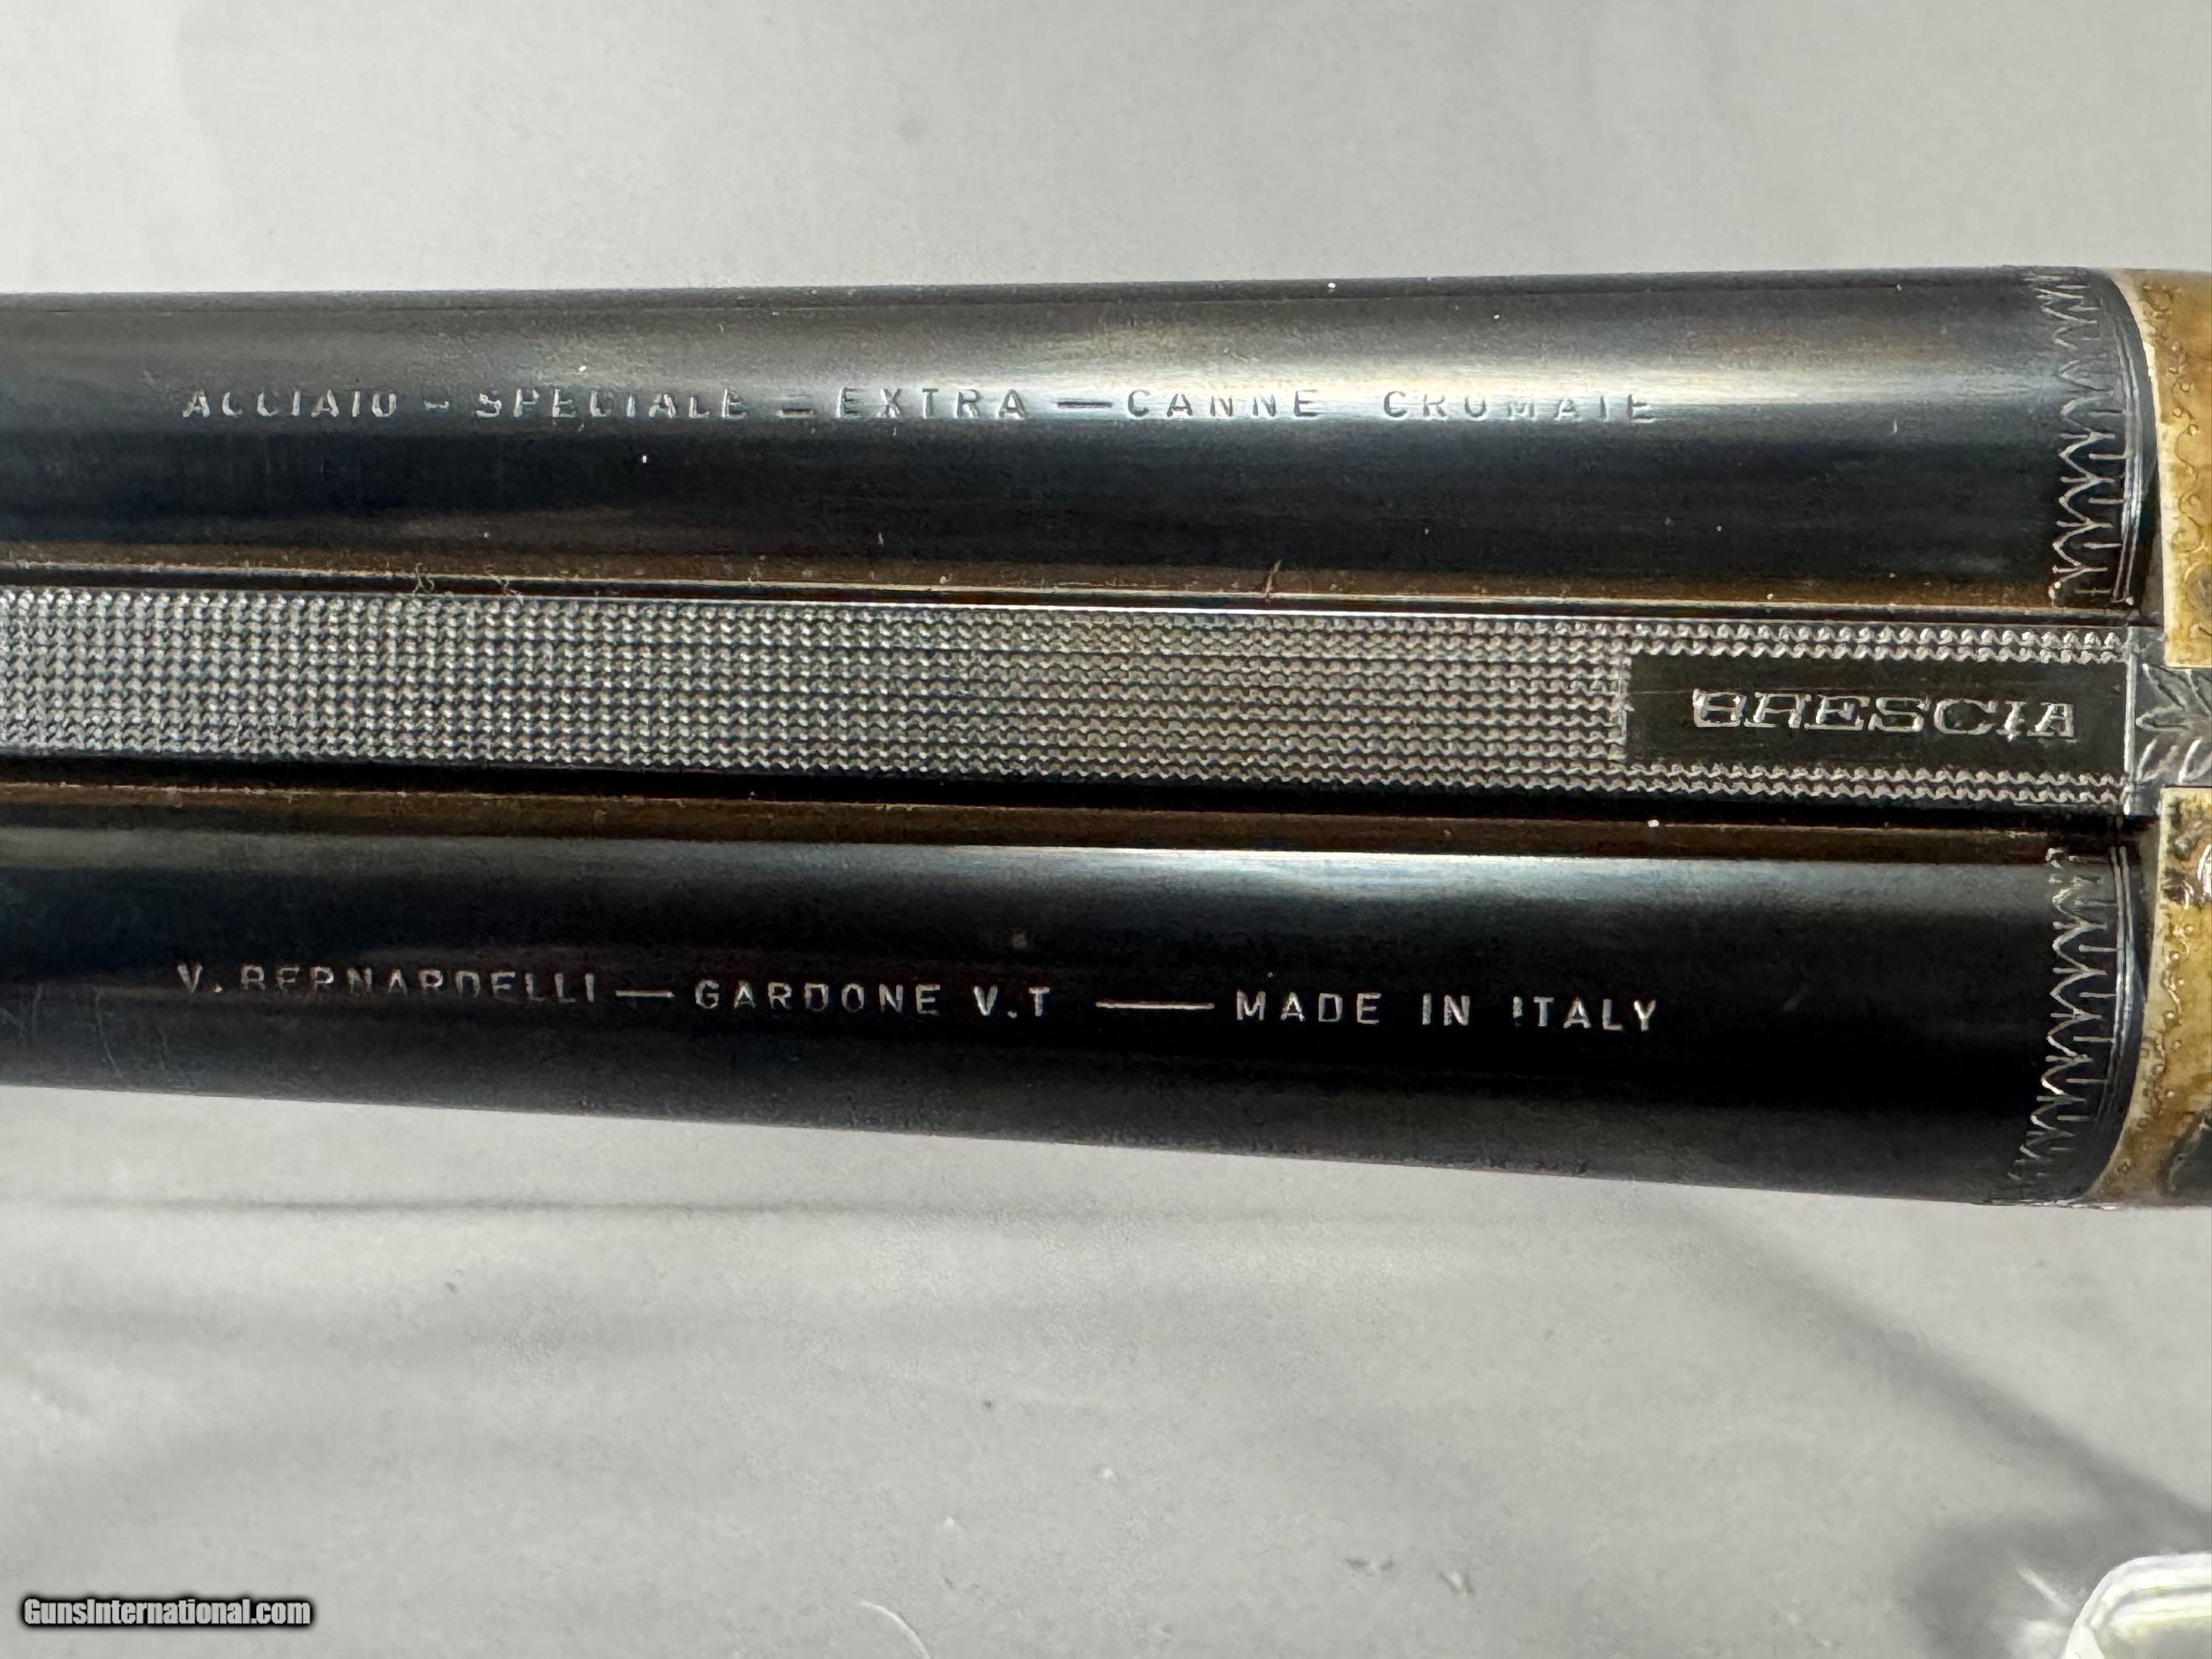 ACCIAIO - SPECIALE - EXTRA - CANNE CROMATE
BRESCIA
V. BERNARDELLI - GARDONE V.T - MADE IN ITALY
GunsInternational.com